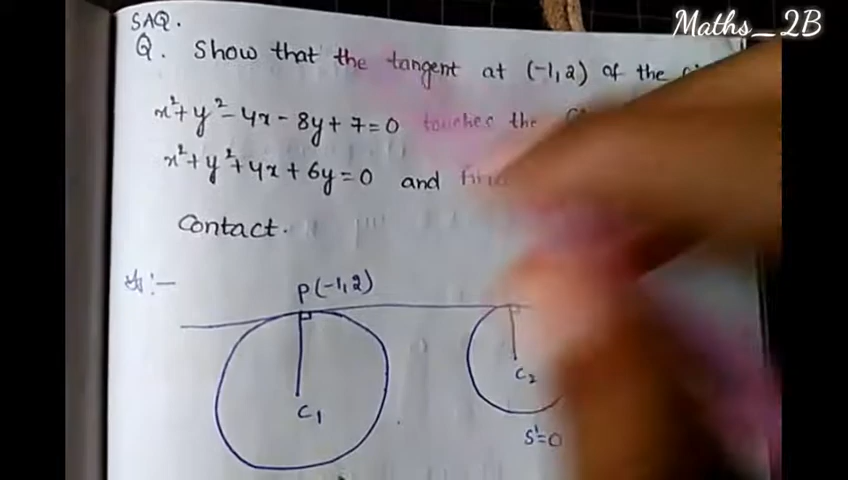 Maths_2B
SAQ.
Q. Show that the tangent at (-1,2) of the
x²+y²-4x-8y+7=0 touches the
x²+y²+4x+6y=0 and find
Contact.
P(-1,2)
C₁
C₂
S'=0